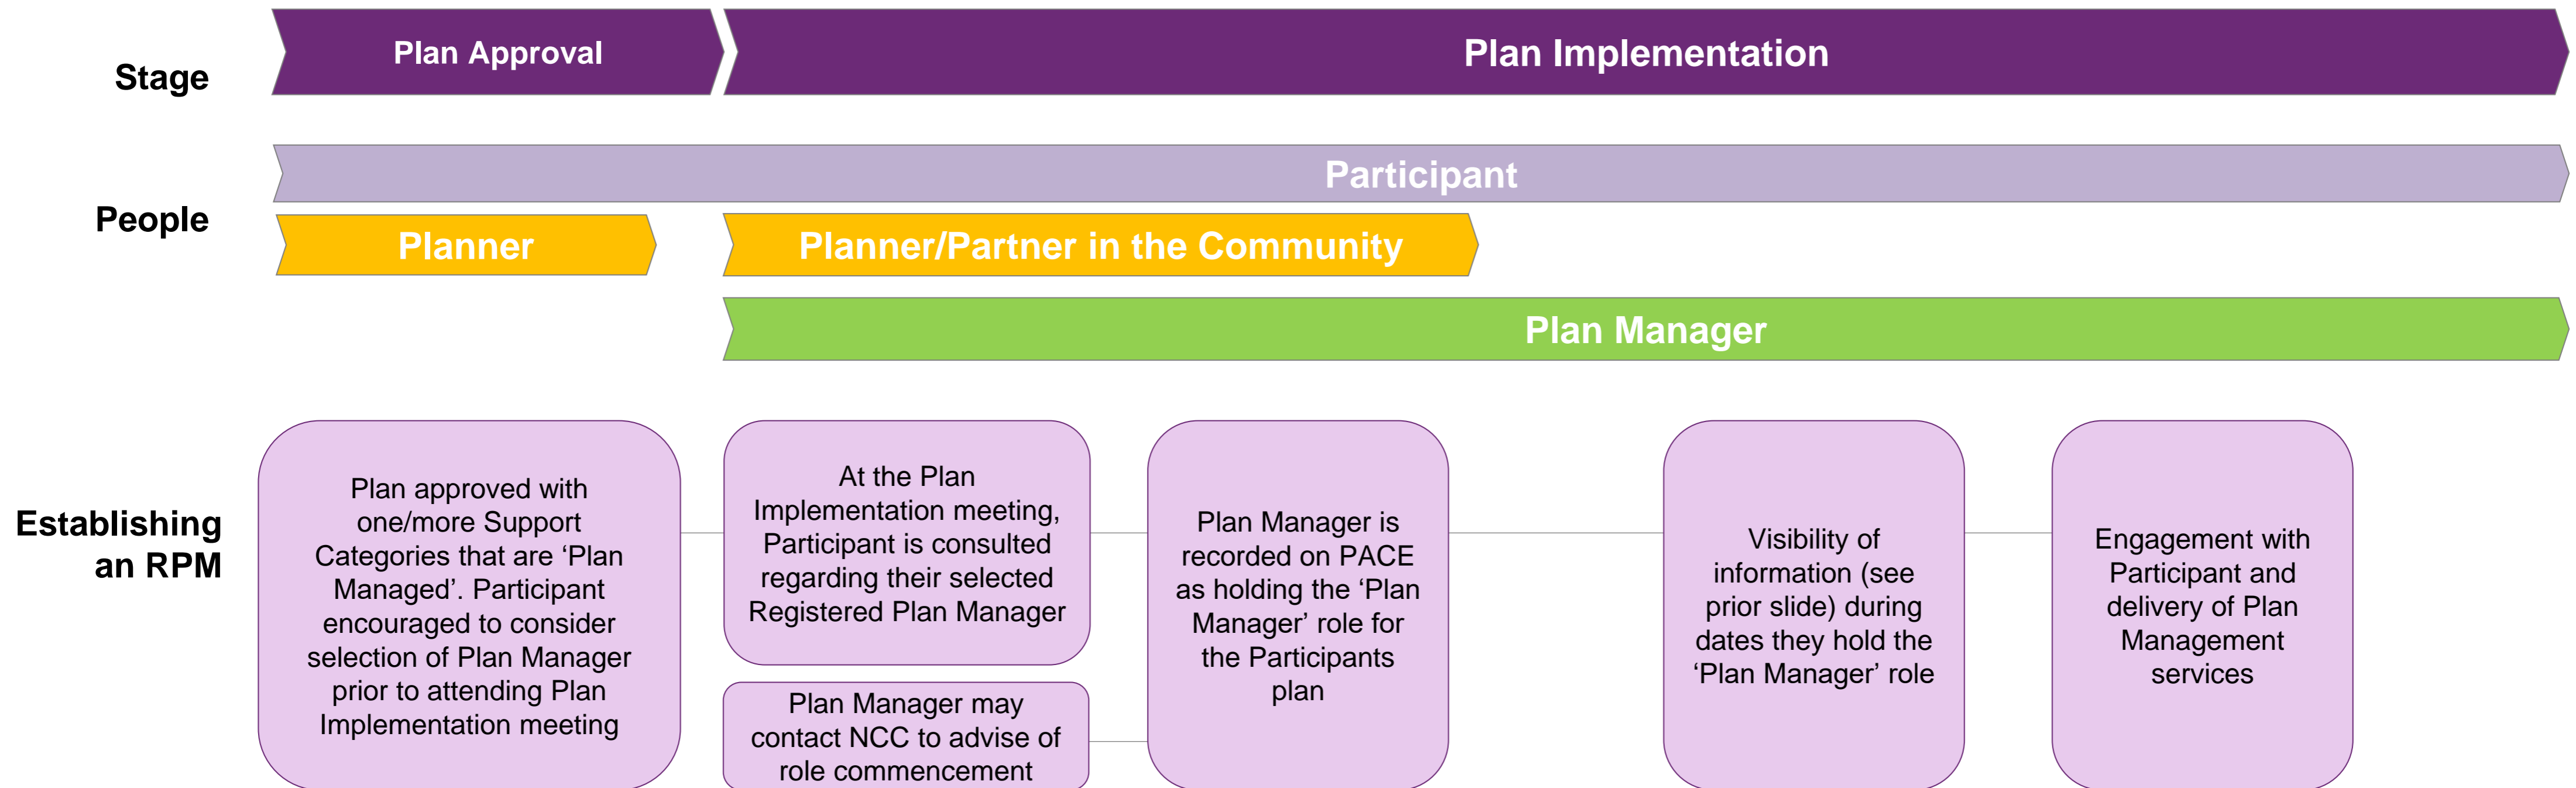 Stage
Plan Approval
Plan Implementation
People
Participant
Planner
Planner/Partner in the Community
Plan Manager
Establishing
an RPM
Plan approved with
one/more Support
Categories that are ‘Plan
Managed’. Participant
encouraged to consider
selection of Plan Manager
prior to attending Plan
Implementation meeting
At the Plan
Implementation meeting,
Participant is consulted
regarding their selected
Registered Plan Manager
Plan Manager may
contact NCC to advise of
role commencement
Plan Manager is
recorded on PACE
as holding the ‘Plan
Manager’ role for
the Participants
plan
Visibility of
information (see
prior slide) during
dates they hold the
‘Plan Manager’ role
Engagement with
Participant and
delivery of Plan
Management
services